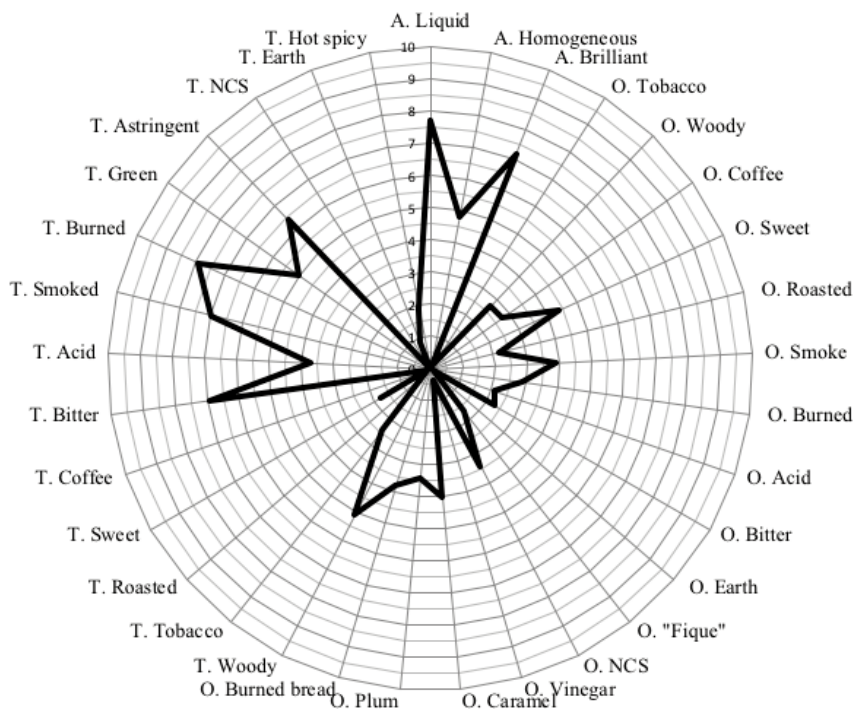 A. Liquid
A. Homogeneous
A. Brilliant
O. Tobacco
O. Woody
O. Coffee
O. Sweet
O. Roasted
O. Smoke
O. Burned
O. Acid
O. Bitter
O. Earth
O. "Fique"
O. NCS
O. Vinegar
O. Caramel
O. Plum
O. Burned bread
T. Woody
T. Tobacco
T. Roasted
T. Sweet
T. Coffee
T. Bitter
T. Acid
T. Smoked
T. Burned
T. Green
T. Astringent
T. NCS
T. Earth
T. Hot spicy
10
9
8
7
6
5
4
3
2
1
0